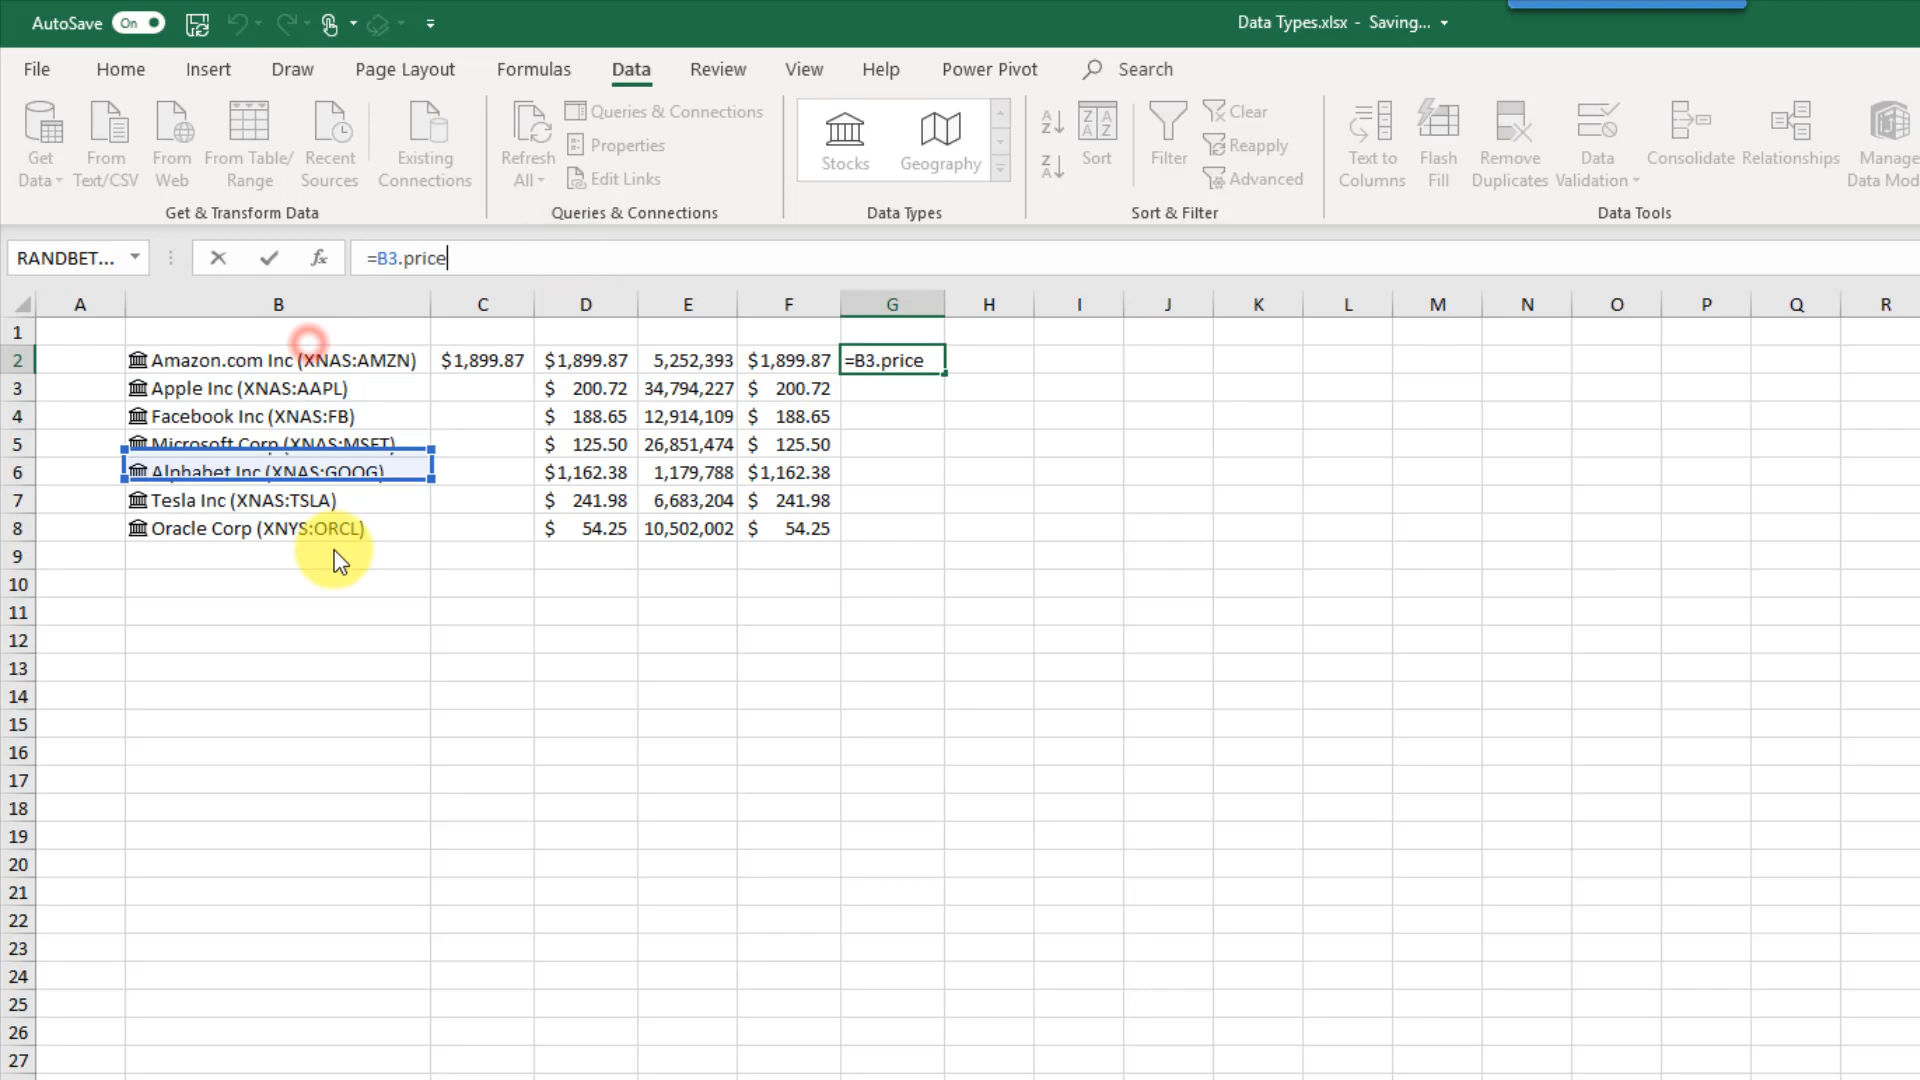 AutoSave On Data Types.xlsx - Saving...
File Home Insert Draw Page Layout Formulas Data Review View Help Power Pivot Search
Get Data From Text/CSV From Web From Table/ Range Recent Sources Existing Connections
Get & Transform Data
Refresh All Queries & Connections
Properties
Edit Links
Queries & Connections
Stocks Geography
Data Types
Sort Filter Clear
Reapply
Advanced
Sort & Filter
Text to Columns Flash Fill Remove Duplicates Data Validation Consolidate Relationships Manage Data Mod
Data Tools
RANDBET... fx =B3.price
A B C D E F G H I J K L M N O P Q R
1
2 Amazon.com Inc (XNAS:AMZN) $1,899.87 $1,899.87 5,252,393 $1,899.87 =B3.price
3 Apple Inc (XNAS:AAPL) $ 200.72 34,794,227 $ 200.72
4 Facebook Inc (XNAS:FB) $ 188.65 12,914,109 $ 188.65
5 Microsoft Corp (XNAS:MSFT) $ 125.50 26,851,474 $ 125.50
6 Alphabet Inc (XNAS:GOOG) $1,162.38 1,179,788 $1,162.38
7 Tesla Inc (XNAS:TSLA) $ 241.98 6,683,204 $ 241.98
8 Oracle Corp (XNYS:ORCL) $ 54.25 10,502,002 $ 54.25
9
10
11
12
13
14
15
16
17
18
19
20
21
22
23
24
25
26
27